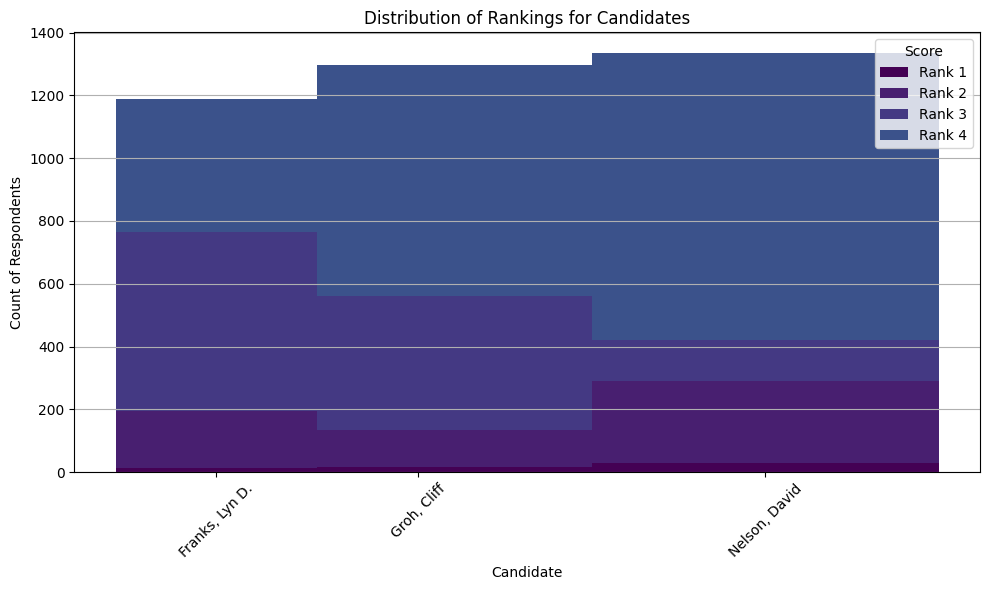 Distribution of Rankings for Candidates
Count of Respondents
1400
1200
1000
800
600
400
200
0
Score
Rank 1
Rank 2
Rank 3
Rank 4
Franks, Lyn D.
Groh, Cliff
Nelson, David
Candidate